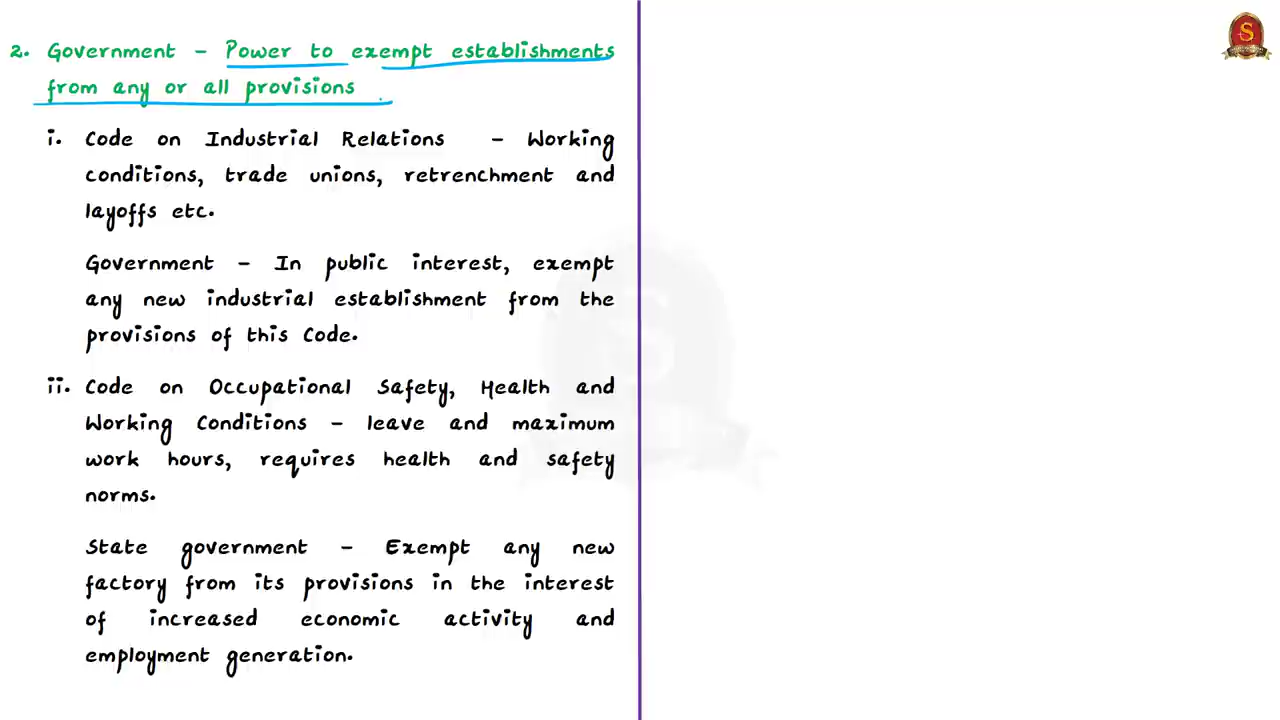 2. Government - Power to exempt establishments
from any or all provisions
i. Code on Industrial Relations - Working
conditions, trade unions, retrenchment and
layoffs etc.
Government - In public interest, exempt
any new industrial establishment from the
provisions of this Code.
ii. Code on Occupational Safety, Health and
Working Conditions - leave and maximum
work hours, requires health and safety
norms.
State government - Exempt any new
factory from its provisions in the interest
of increased economic activity and
employment generation.
S